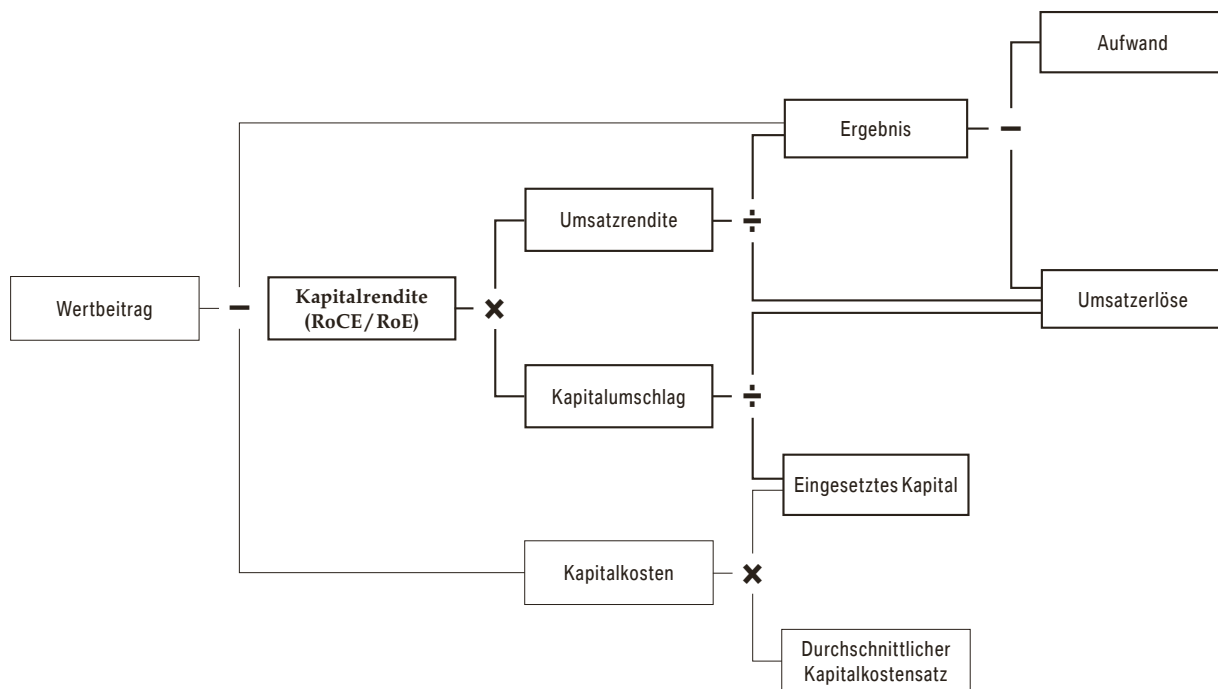 Aufwand
Ergebnis
Umsatzrendite
Wertbeitrag
Kapitalrendite
(RoCE/RoE)
Umsatzerlöse
Kapitalumschlag
Eingesetztes Kapital
Kapitalkosten
Durchschnittlicher
Kapitalkostensatz